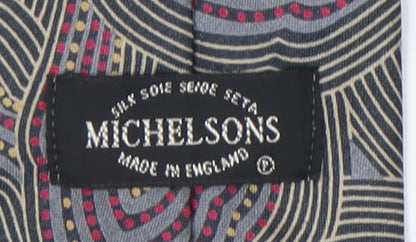 SILK SOIE SEIDE SETA
MICHELSONS
MADE IN ENGLAND